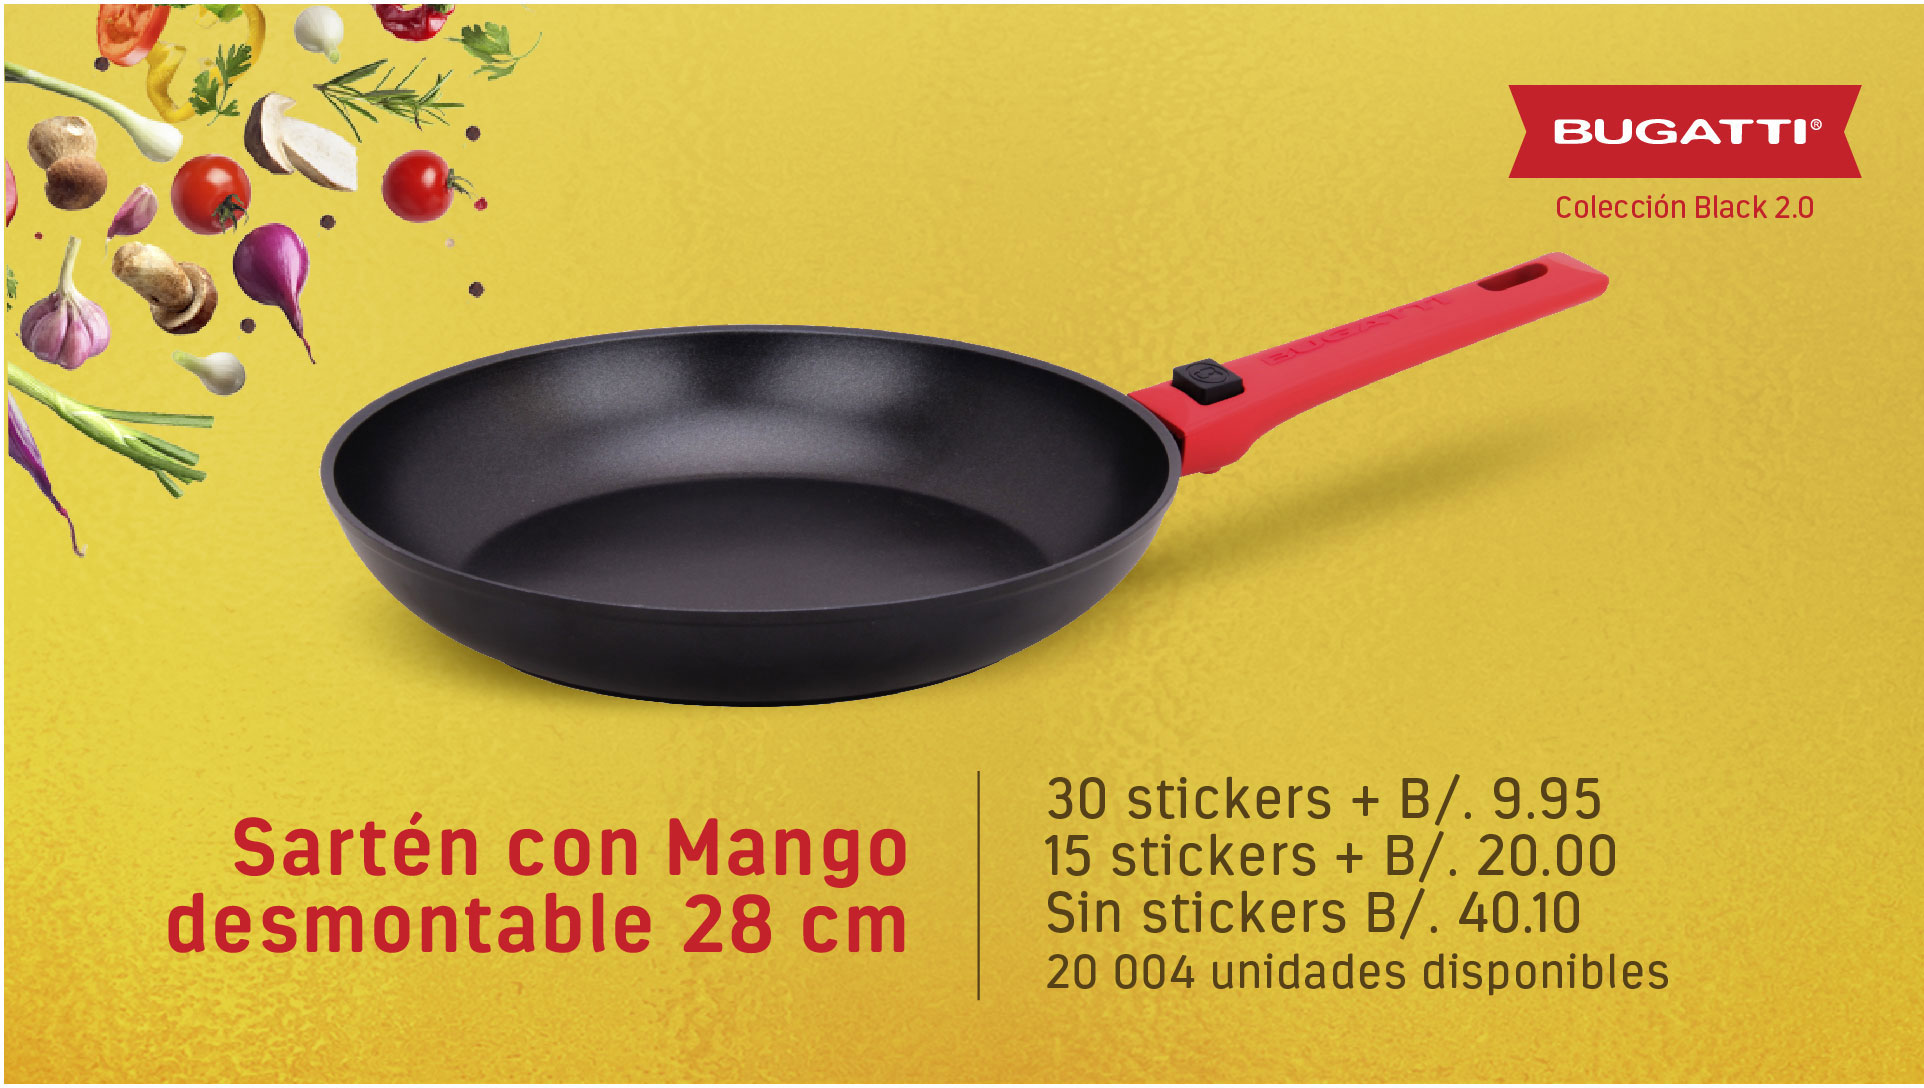 BUGATTI®
Colección Black 2.0
BUGATTI
Sartén con Mango
desmontable 28 cm
30 stickers + B/. 9.95
15 stickers + B/. 20.00
Sin stickers B/. 40.10
20 004 unidades disponibles